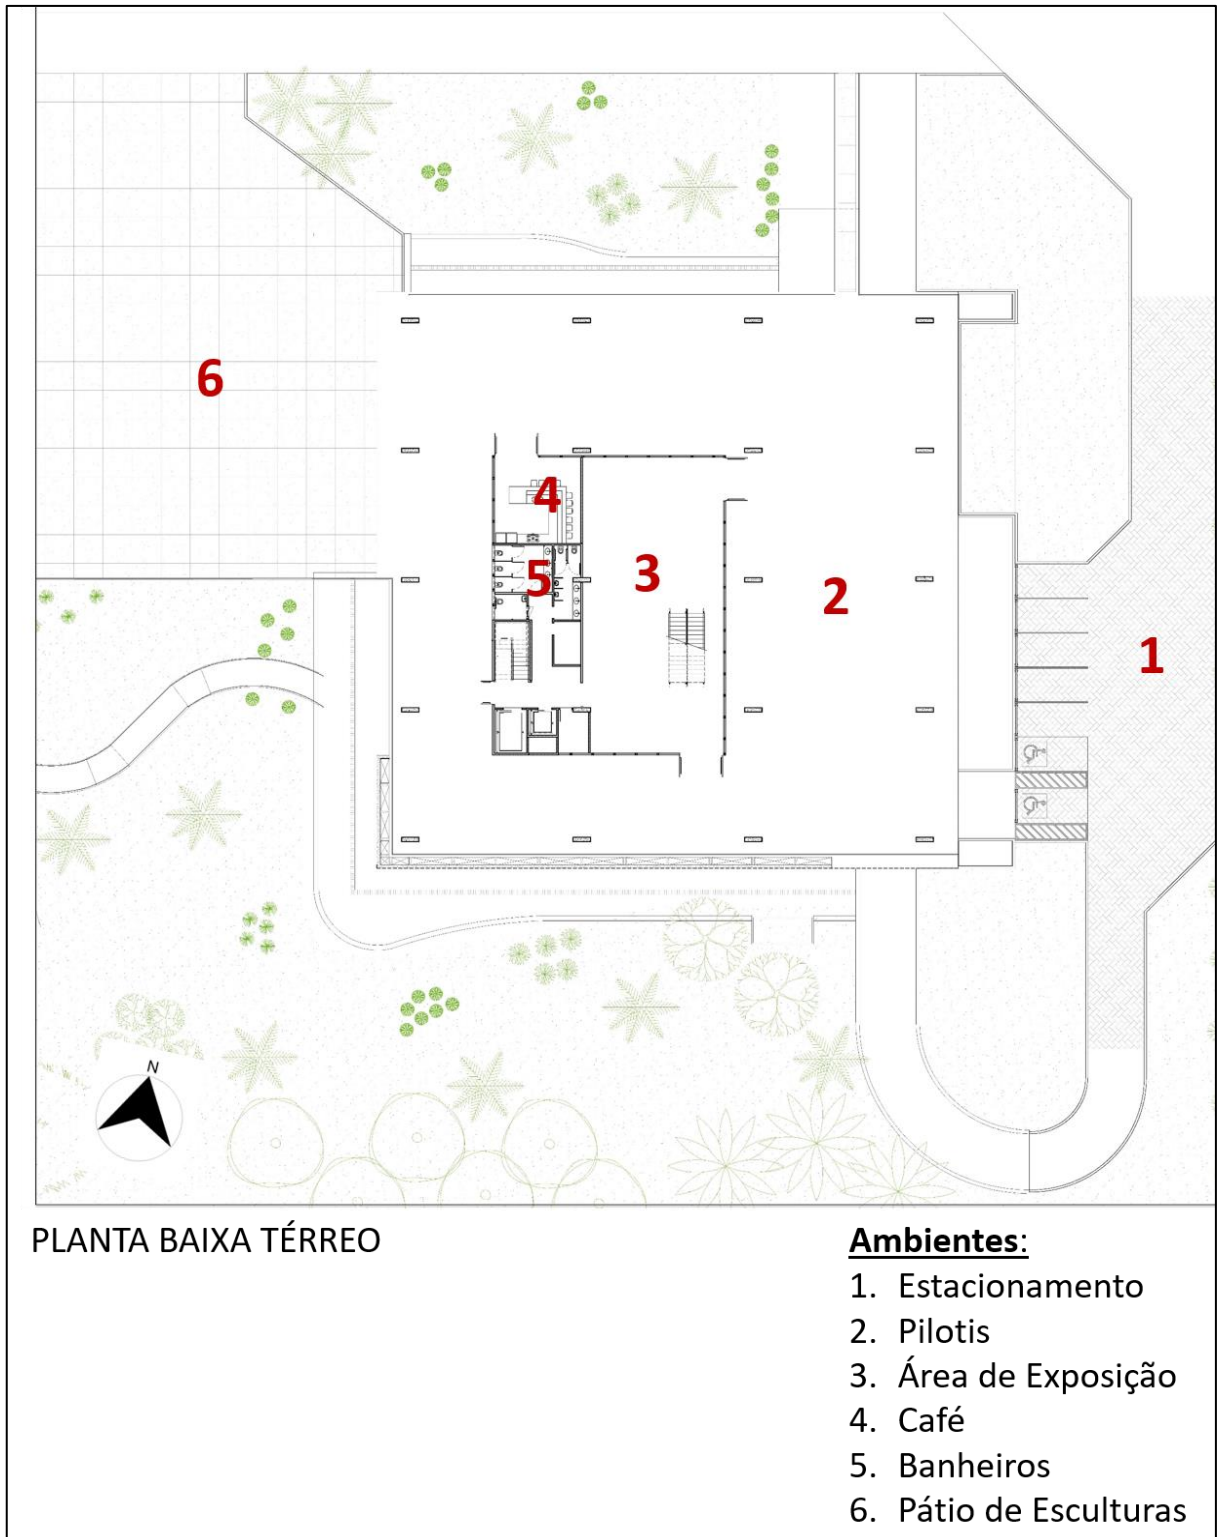 6
4
5
3
2
1
N
PLANTA BAIXA TÉRREO
Ambientes:
1. Estacionamento
2. Pilotis
3. Área de Exposição
4. Café
5. Banheiros
6. Pátio de Esculturas